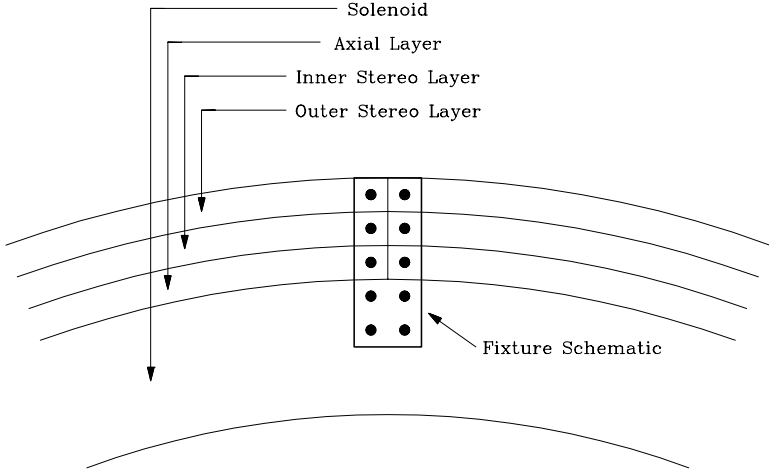 Solenoid
Axial Layer
Inner Stereo Layer
Outer Stereo Layer
Fixture Schematic